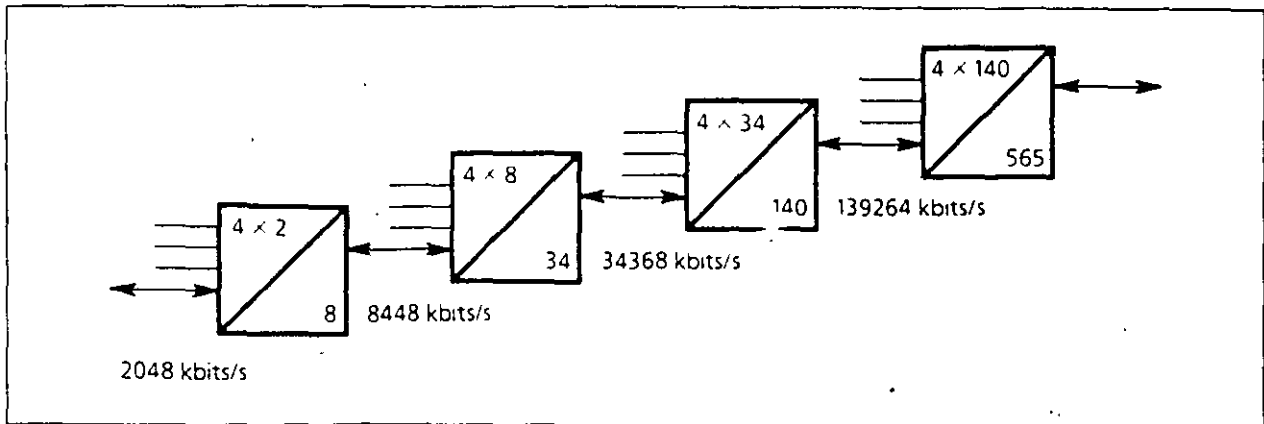 4 × 140
565
4 × 34
140
139264 kbits/s
4 × 8
34
34368 kbits/s
4 × 2
8
8448 kbits/s
2048 kbits/s